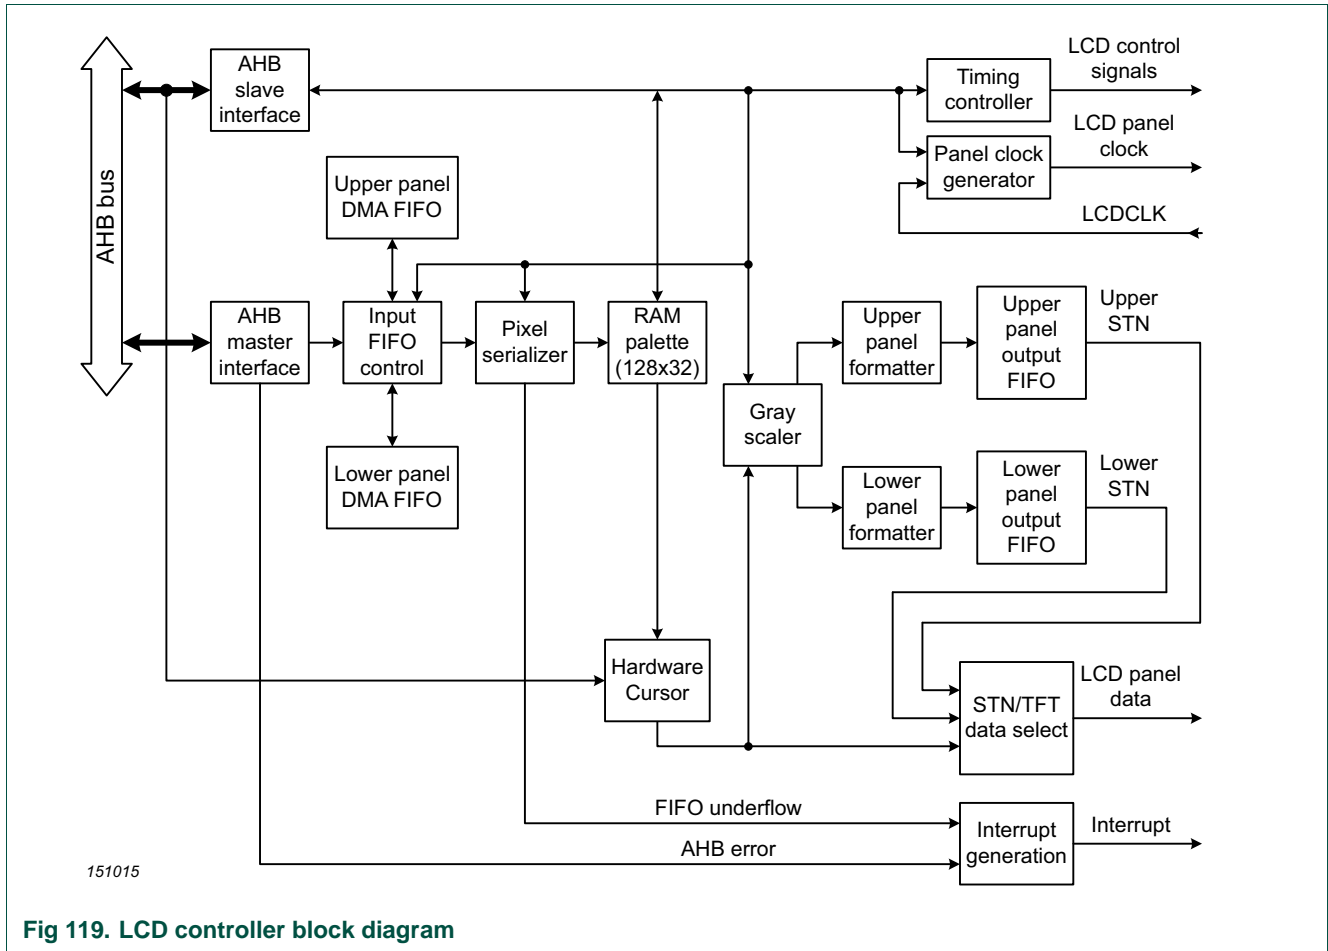 AHB bus
AHB
slave
interface
Timing
controller
LCD control
signals
Panel clock
generator
LCD panel
clock
LCDCLK
Upper panel
DMA FIFO
AHB
master
interface
Input
FIFO
control
Pixel
serializer
RAM
palette
(128x32)
Lower panel
DMA FIFO
Gray
scaler
Upper
panel
formatter
Upper
panel
output
FIFO
Upper
STN
Lower
panel
formatter
Lower
panel
output
FIFO
Lower
STN
Hardware
Cursor
STN/TFT
data select
LCD panel
data
FIFO underflow
AHB error
Interrupt
generation
Interrupt
151015
Fig 119. LCD controller block diagram